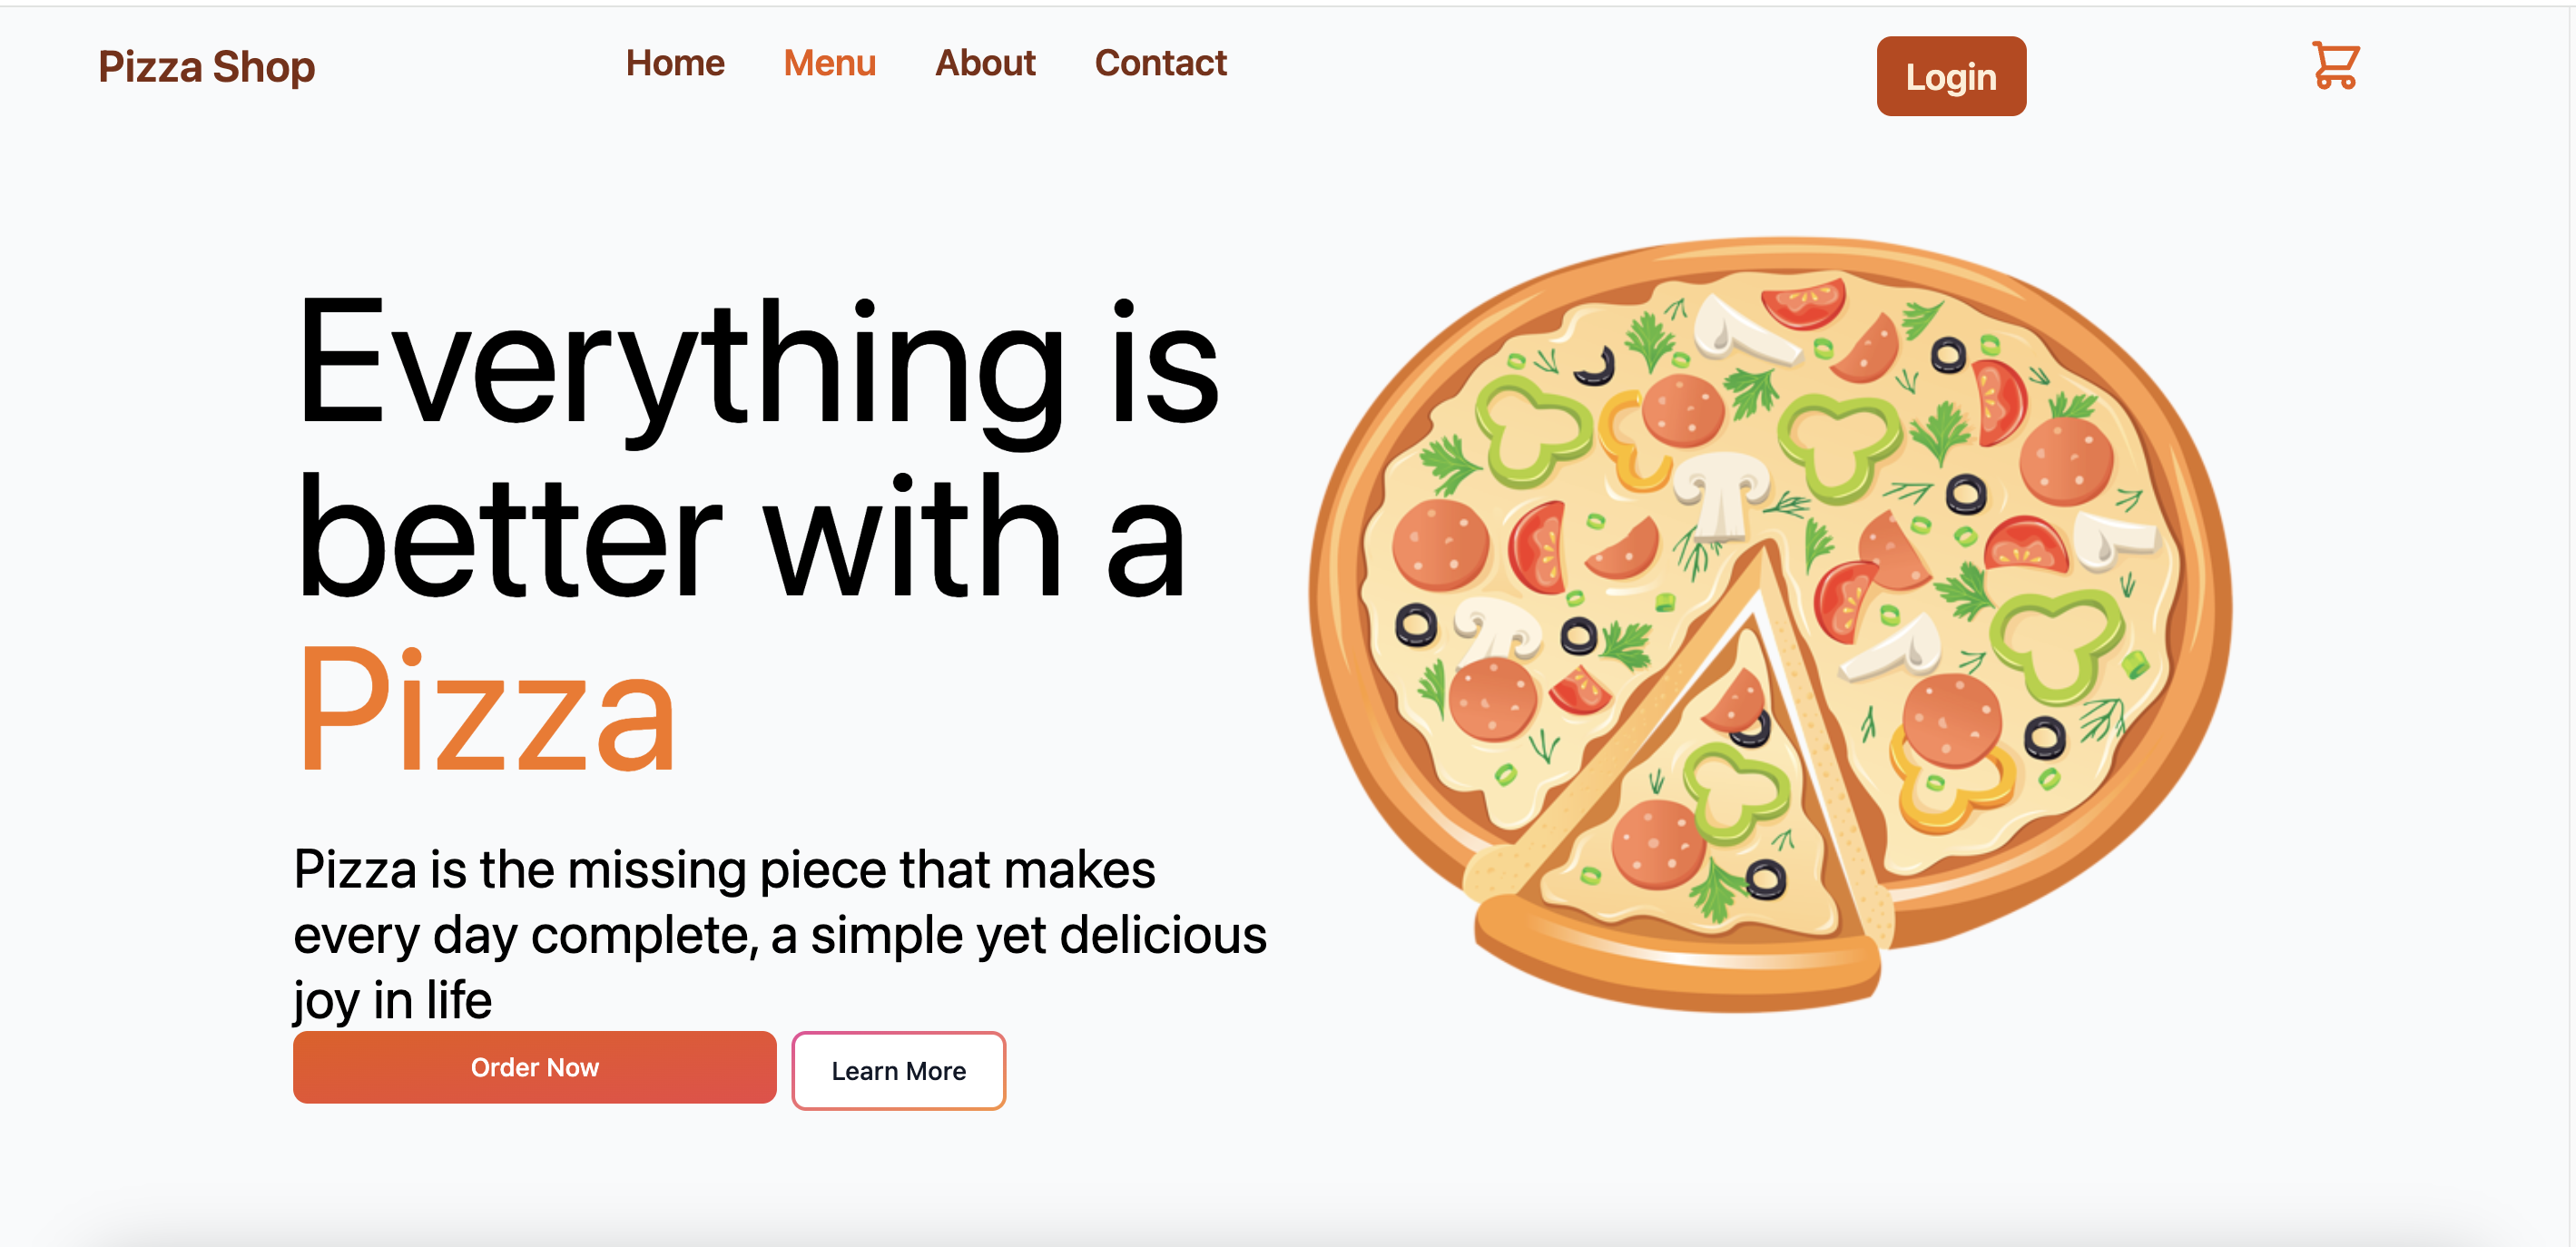 Pizza Shop
Home Menu About Contact
Login
Everything is
better with a
Pizza
Pizza is the missing piece that makes
every day complete, a simple yet delicious
joy in life
Order Now
Learn More